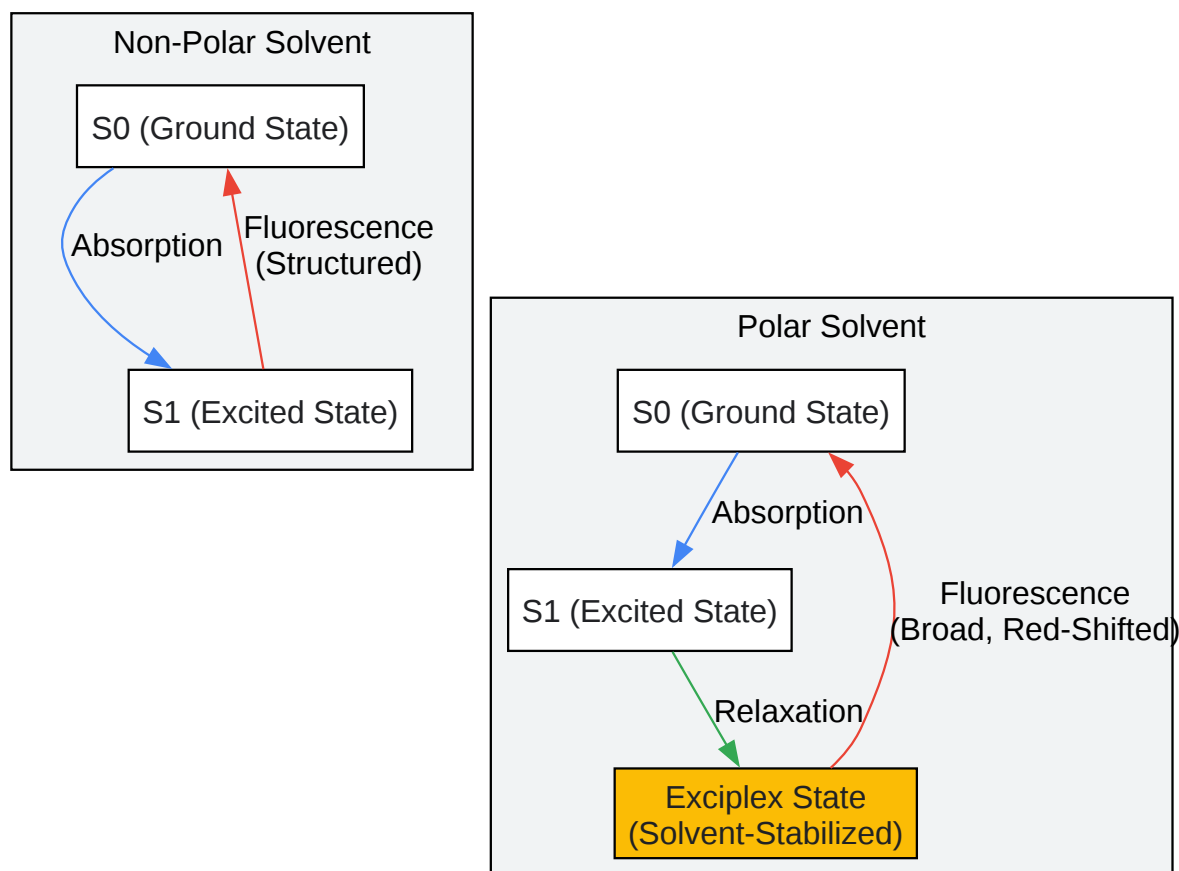 Non-Polar Solvent
S0 (Ground State)
Absorption
Fluorescence
(Structured)
S1 (Excited State)
Polar Solvent
S0 (Ground State)
Absorption
S1 (Excited State)
Fluorescence
(Broad, Red-Shifted)
Relaxation
Exciplex State
(Solvent-Stabilized)